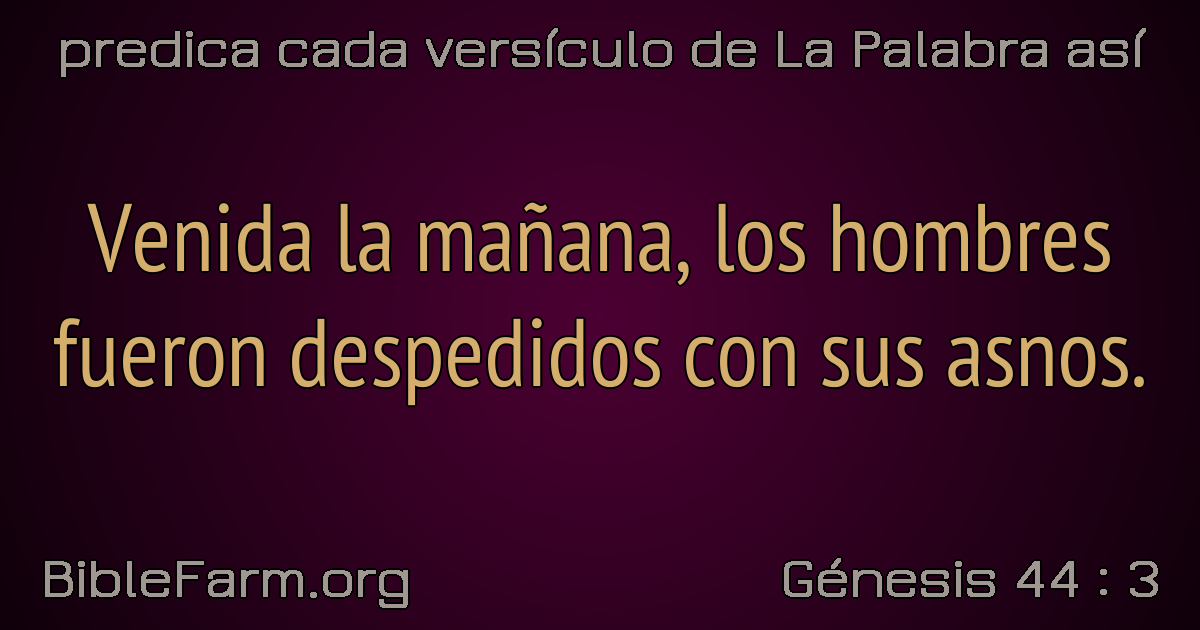 predica cada versículo de La Palabra así
Venida la mañana, los hombres
fueron despedidos con sus asnos.
BibleFarm.org
Génesis 44 : 3